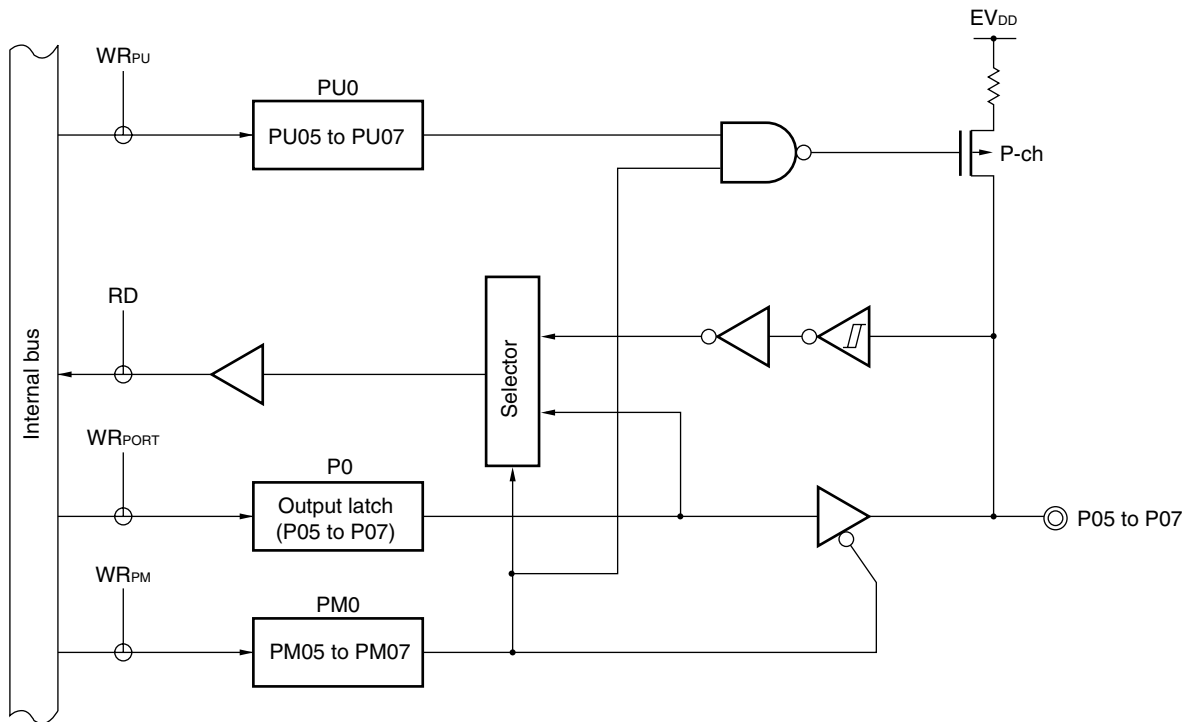 EVDD
WRPU
PU0
PU05 to PU07
P-ch
RD
Selector
Internal bus
WRPORT
P0
Output latch
(P05 to P07)
P05 to P07
WRPM
PM0
PM05 to PM07